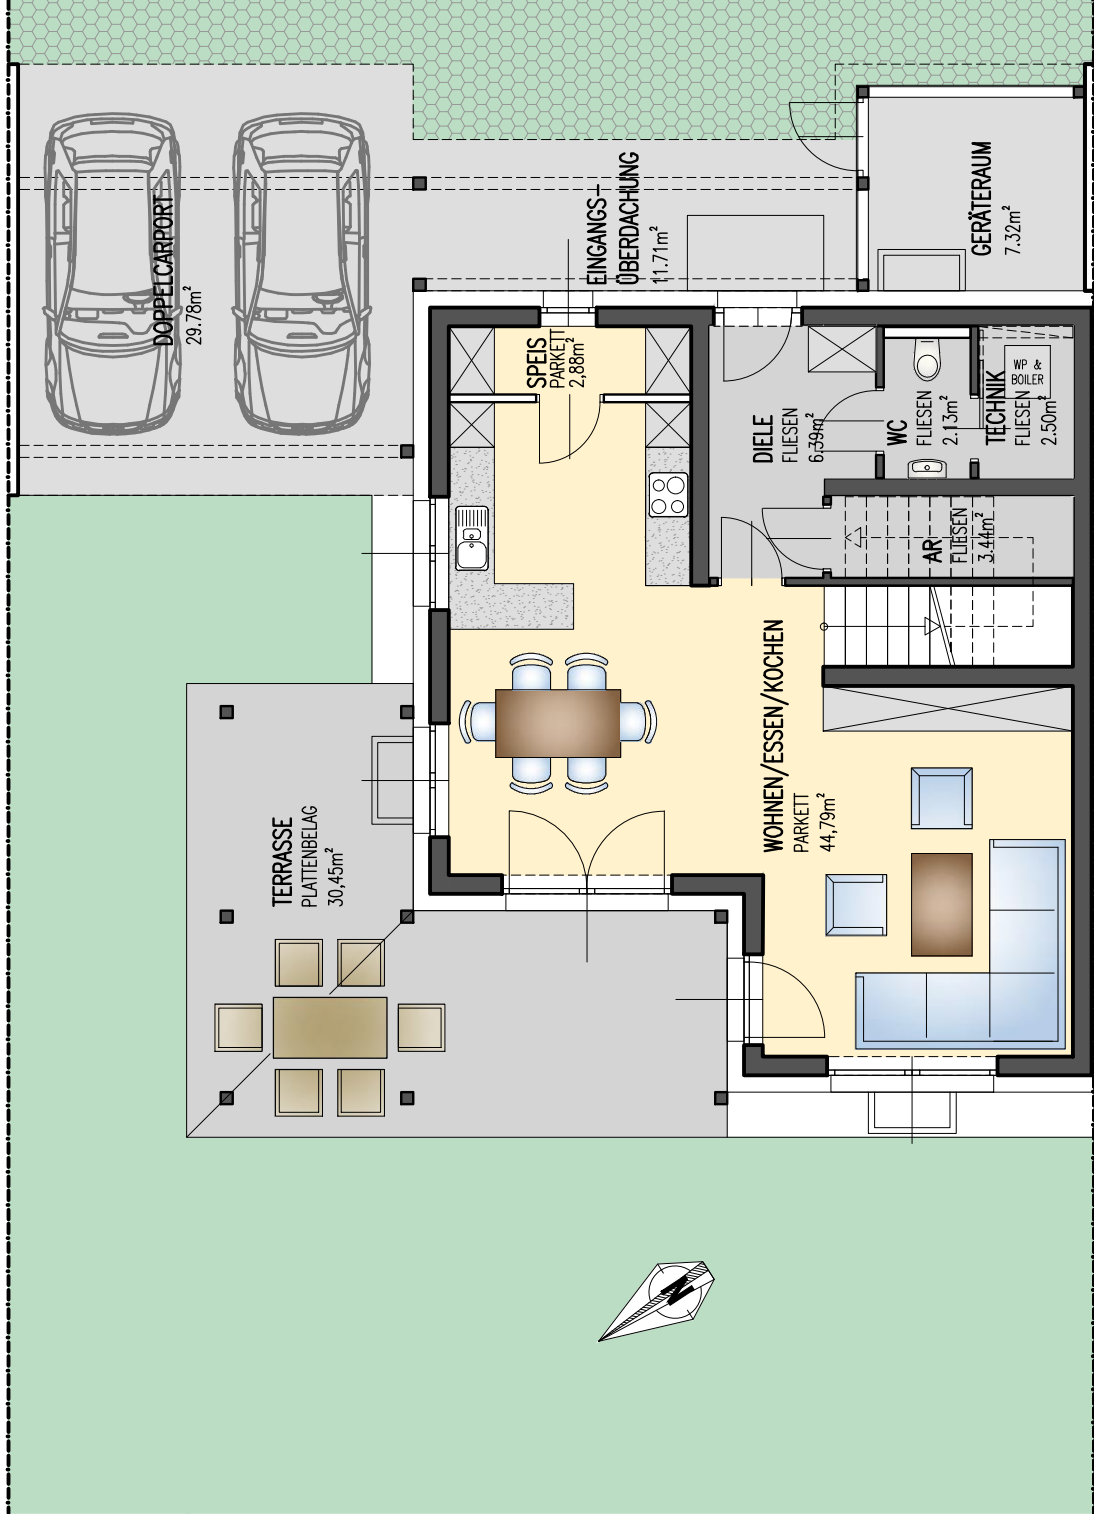 DOPPELCARPORT
29.78m²
EINGANGS-
ÜBERDACHUNG
11.71m²
GERÄTERAUM
7.32m²
SPEIS
PARKETT
2,88m²
DIELE
FLIESEN
6.39m²
WC
FLIESEN
2.13m²
WP &
BOILER
TECHNIK
FLIESEN
2.50m²
AR
FLIESEN
3.44m²
WOHNEN/ESSEN/KOCHEN
PARKETT
44,79m²
TERRASSE
PLATTENBELAG
30,45m²
N